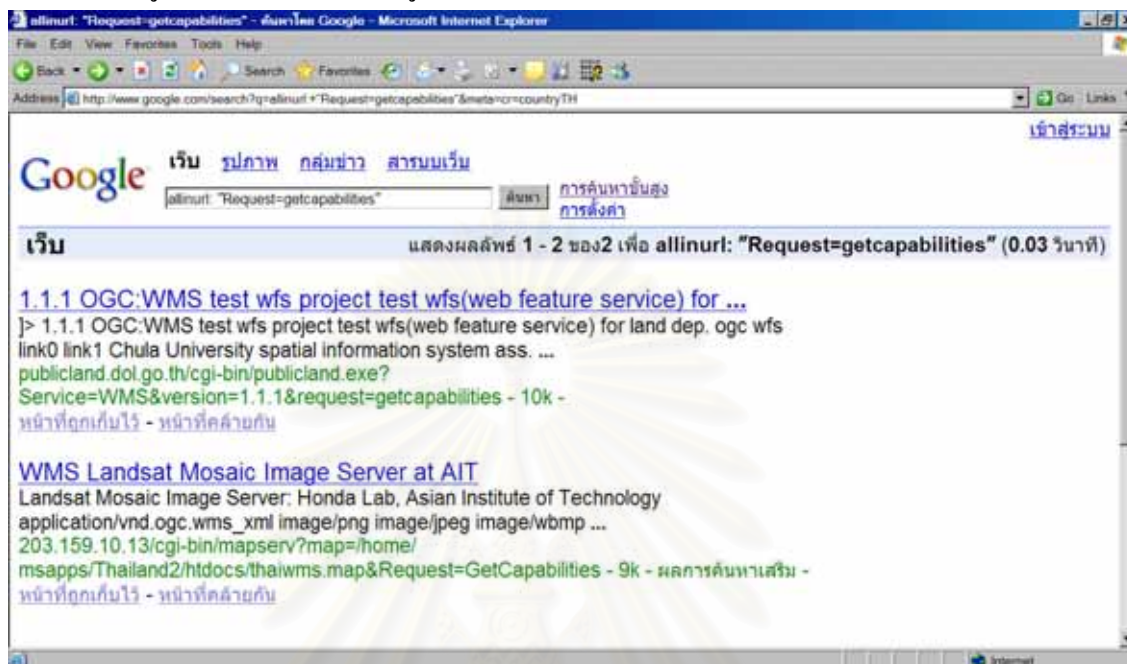 allinurl: "Request=getcapabilities" - ค้นหาโดย Google - Microsoft Internet Explorer
File Edit View Favorites Tools Help
Back Search Favorites
Address http://www.google.com/search?q=allinurl:+"Request=getcapabilities"&meta=cr=countryTH Go Links
เข้าสู่ระบบ
Google เว็บ รูปภาพ กลุ่มข่าว สารบบเว็บ
allinurl: "Request=getcapabilities" ค้นหา การค้นหาขั้นสูง
การตั้งค่า
เว็บ แสดงผลลัพธ์ 1 - 2 ของ2 เพื่อ allinurl: "Request=getcapabilities" (0.03 วินาที)
1.1.1 OGC:WMS test wfs project test wfs(web feature service) for ...
]> 1.1.1 OGC:WMS test wfs project test wfs(web feature service) for land dep. ogc wfs
link0 link1 Chula University spatial information system ass. ...
publicland.dol.go.th/cgi-bin/publicland.exe?
Service=WMS&version=1.1.1&request=getcapabilities - 10k -
หน้าที่ถูกเก็บไว้ - หน้าที่คล้ายกัน
WMS Landsat Mosaic Image Server at AIT
Landsat Mosaic Image Server: Honda Lab, Asian Institute of Technology
application/vnd.ogc.wms_xml image/png image/jpeg image/wbmp ...
203.159.10.13/cgi-bin/mapserv?map=/home/
msapps/Thailand2/htdocs/thaiwms.map&Request=GetCapabilities - 9k - ผลการค้นหาเสริม -
หน้าที่ถูกเก็บไว้ - หน้าที่คล้ายกัน
Internet